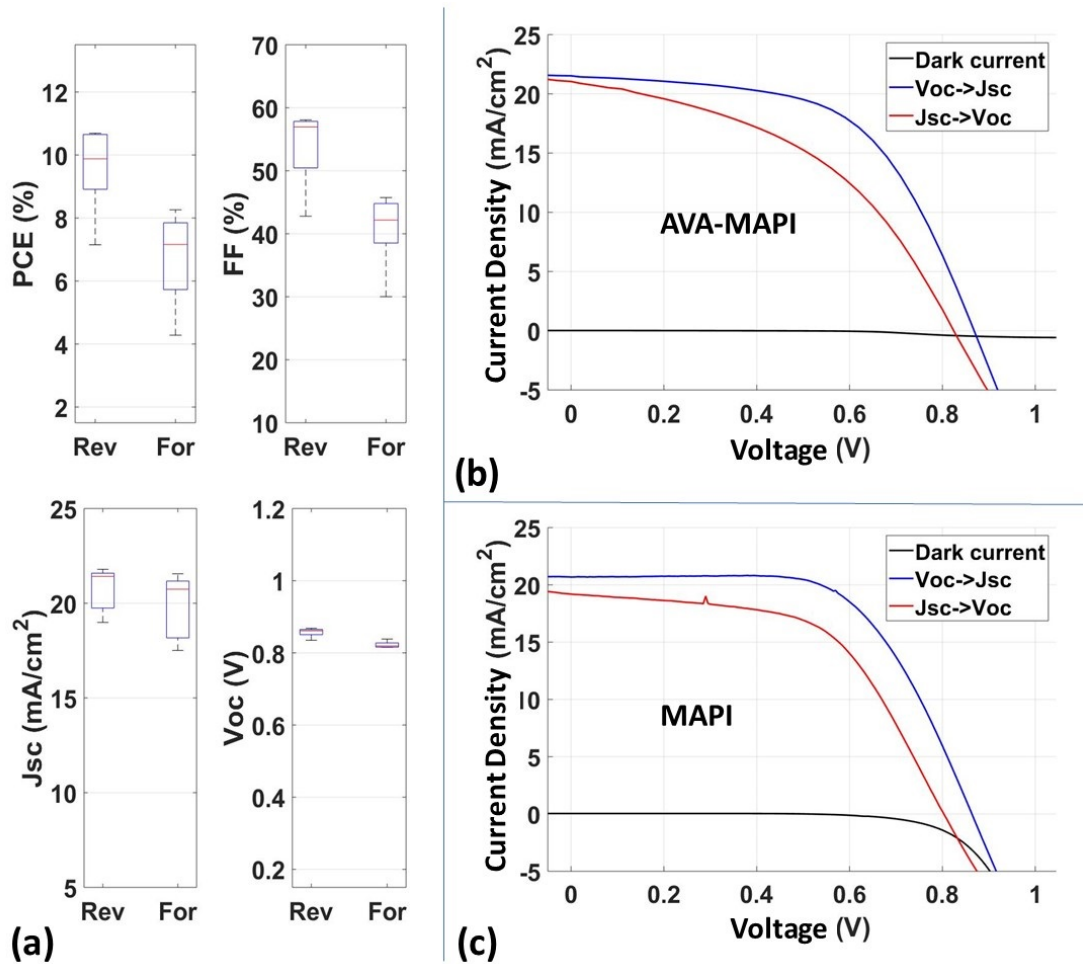 PCE (%)
12
10
8
6
4
2
Rev For
FF (%)
70
60
50
40
30
20
10
Rev For
Jsc (mA/cm²)
25
20
15
10
5
Rev For
Voc (V)
1.2
1
0.8
0.6
0.4
0.2
Rev For
(a)
Current Density (mA/cm²)
25
20
15
10
5
0
-5
Dark current
Voc->Jsc
Jsc->Voc
AVA-MAPI
0 0.2 0.4 0.6 0.8 1
Voltage (V)
(b)
Current Density (mA/cm²)
25
20
15
10
5
0
-5
Dark current
Voc->Jsc
Jsc->Voc
MAPI
0 0.2 0.4 0.6 0.8 1
Voltage (V)
(c)